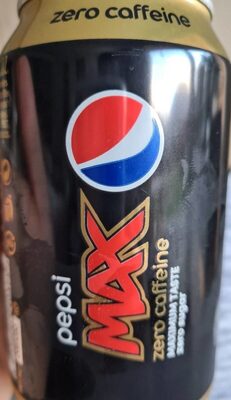 zero caffeine
pepsi
MAX
zero caffeine
MAXIMUM TASTE
zero sugar